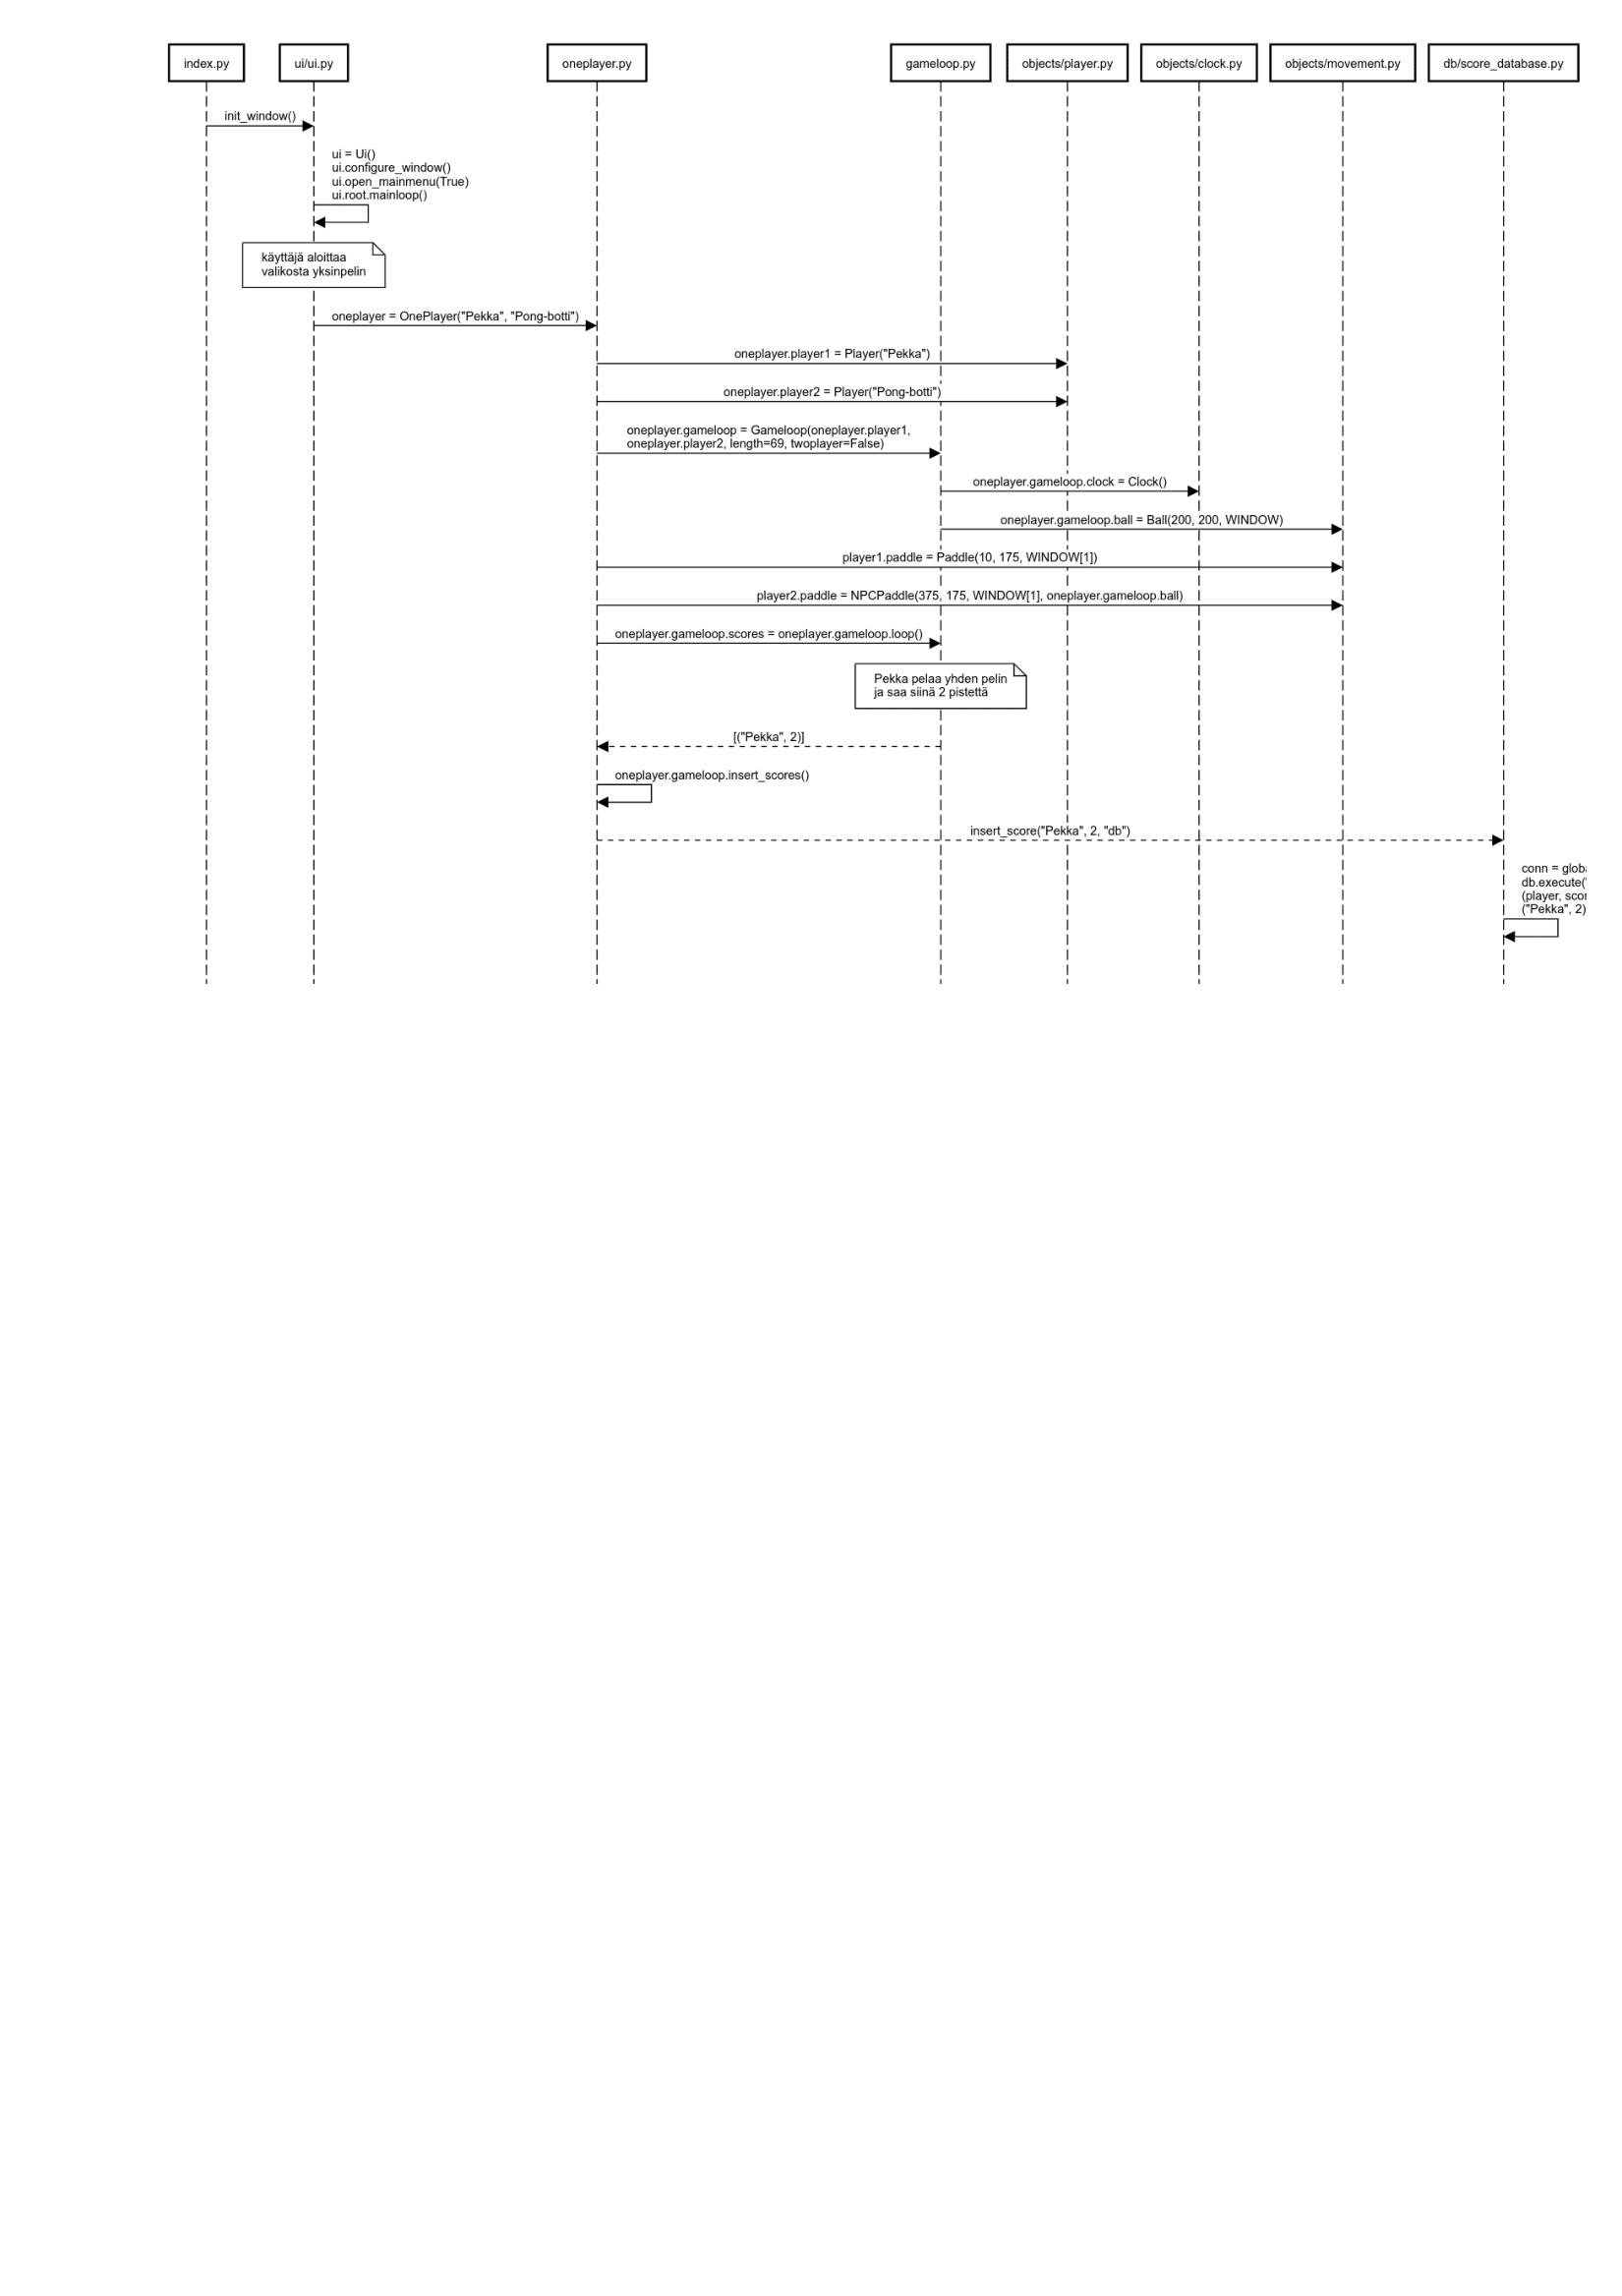 index.py
ui/ui.py
oneplayer.py
gameloop.py
objects/player.py
objects/clock.py
objects/movement.py
db/score_database.py
init_window()
ui = Ui()
ui.configure_window()
ui.open_mainmenu(True)
ui.root.mainloop()
käyttäjä aloittaa
valikosta yksinpelin
oneplayer = OnePlayer("Pekka", "Pong-botti")
oneplayer.player1 = Player("Pekka")
oneplayer.player2 = Player("Pong-botti")
oneplayer.gameloop = Gameloop(oneplayer.player1,
oneplayer.player2, length=69, twoplayer=False)
oneplayer.gameloop.clock = Clock()
oneplayer.gameloop.ball = Ball(200, 200, WINDOW)
player1.paddle = Paddle(10, 175, WINDOW[1])
player2.paddle = NPCPaddle(375, 175, WINDOW[1], oneplayer.gameloop.ball)
oneplayer.gameloop.scores = oneplayer.gameloop.loop()
Pekka pelaa yhden pelin
ja saa siinä 2 pistettä
[("Pekka", 2)]
oneplayer.gameloop.insert_scores()
insert_score("Pekka", 2, "db")
conn =
db.execute(
(player,
("Pekka", 2)